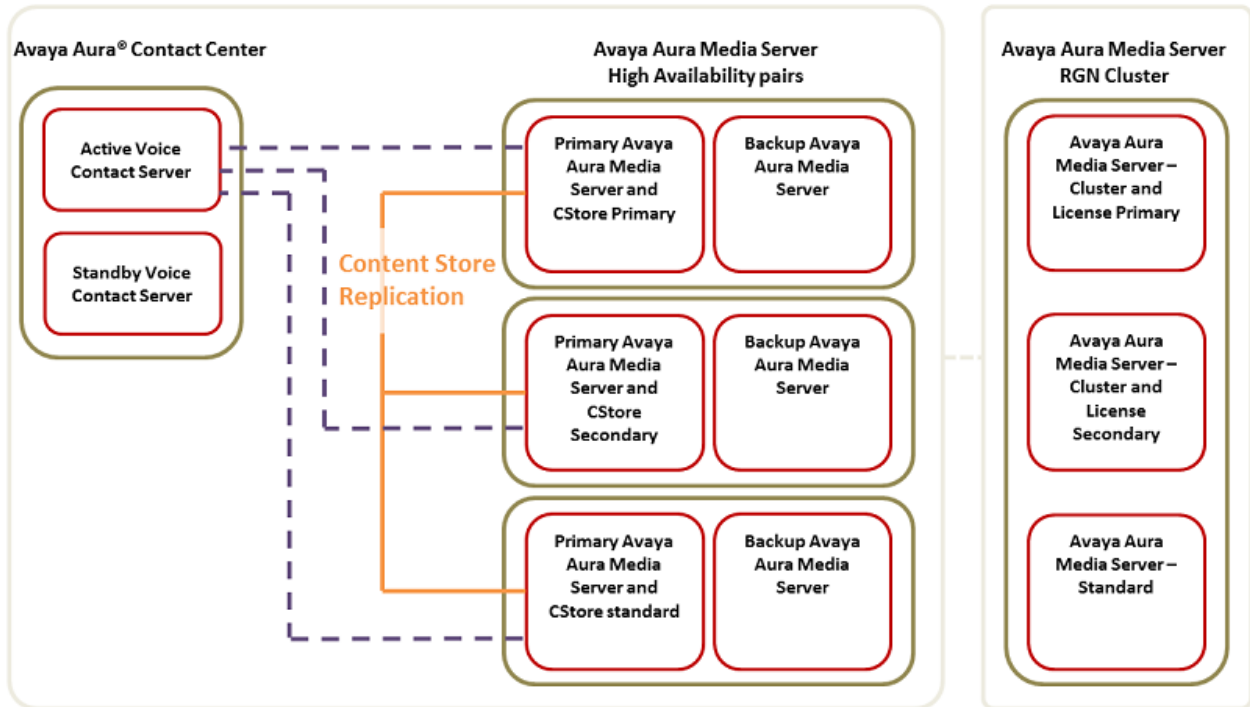 Avaya Aura® Contact Center
Active Voice
Contact Server
Standby Voice
Contact Server
Content Store
Replication
Avaya Aura Media Server
High Availability pairs
Primary Avaya
Aura Media
Server and
CStore Primary
Backup Avaya
Aura Media
Server
Primary Avaya
Aura Media
Server and
CStore
Secondary
Backup Avaya
Aura Media
Server
Primary Avaya
Aura Media
Server and
CStore standard
Backup Avaya
Aura Media
Server
Avaya Aura Media Server
RGN Cluster
Avaya Aura
Media Server –
Cluster and
License Primary
Avaya Aura
Media Server –
Cluster and
License
Secondary
Avaya Aura
Media Server –
Standard